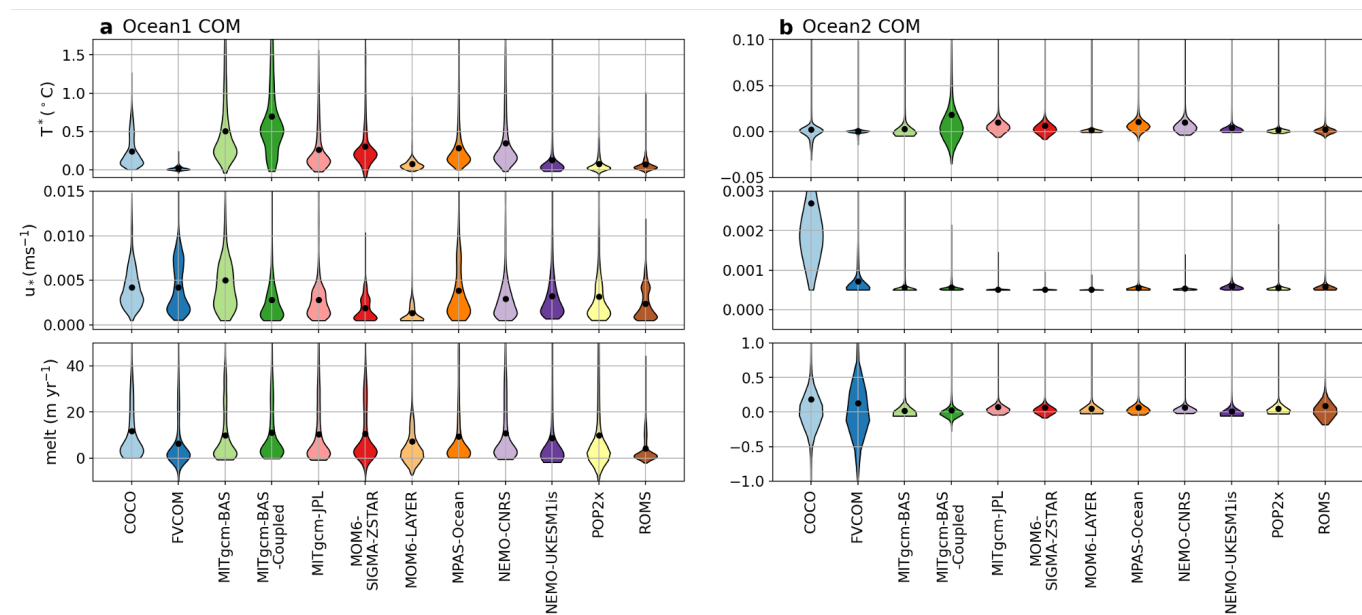 a Ocean1 COM
T* (°C)
1.5
1.0
0.5
0.0
u* (ms−1)
0.015
0.010
0.005
0.000
melt (m yr−1)
40
20
0
COCO
FVCOM
MITgcm-BAS
MITgcm-BAS
-Coupled
MITgcm-JPL
MOM6-
SIGMA-ZSTAR
MOM6-LAYER
MPAS-Ocean
NEMO-CNRS
NEMO-UKESM1is
POP2x
ROMS
b Ocean2 COM
0.10
0.05
0.00
−0.05
0.003
0.002
0.001
0.000
1.0
0.5
0.0
−0.5
−1.0
COCO
FVCOM
MITgcm-BAS
MITgcm-BAS
-Coupled
MITgcm-JPL
MOM6-
SIGMA-ZSTAR
MOM6-LAYER
MPAS-Ocean
NEMO-CNRS
NEMO-UKESM1is
POP2x
ROMS